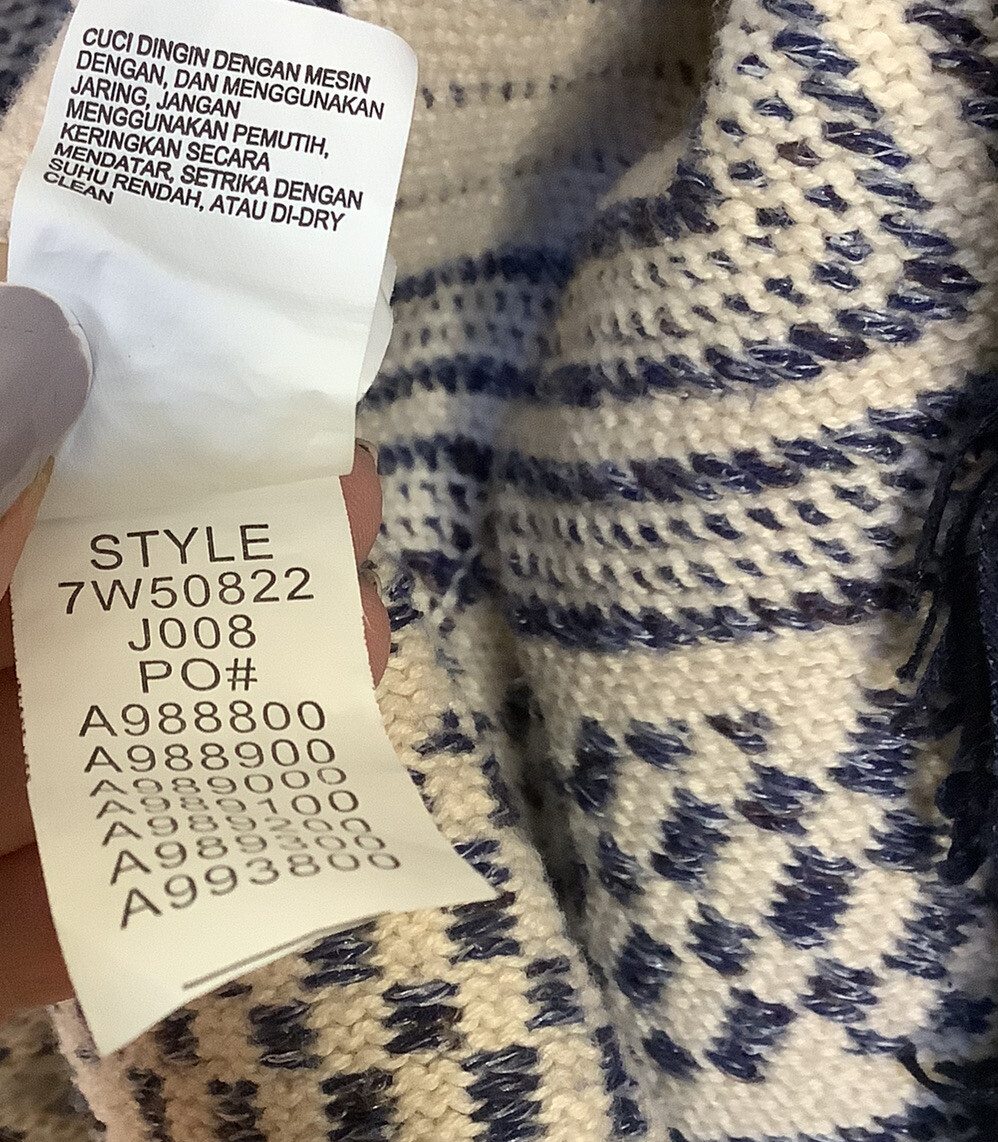 CUCI DINGIN DENGAN MESIN
DENGAN, DAN MENGGUNAKAN
JARING, JANGAN
MENGGUNAKAN PEMUTIH,
KERINGKAN SECARA
MENDATAR, SETRIKA DENGAN
SUHU RENDAH, ATAU DI-DRY
CLEAN
STYLE
7W50822
J008
PO#
A988800
A988900
A989000
A989100
A989200
A989300
A993800